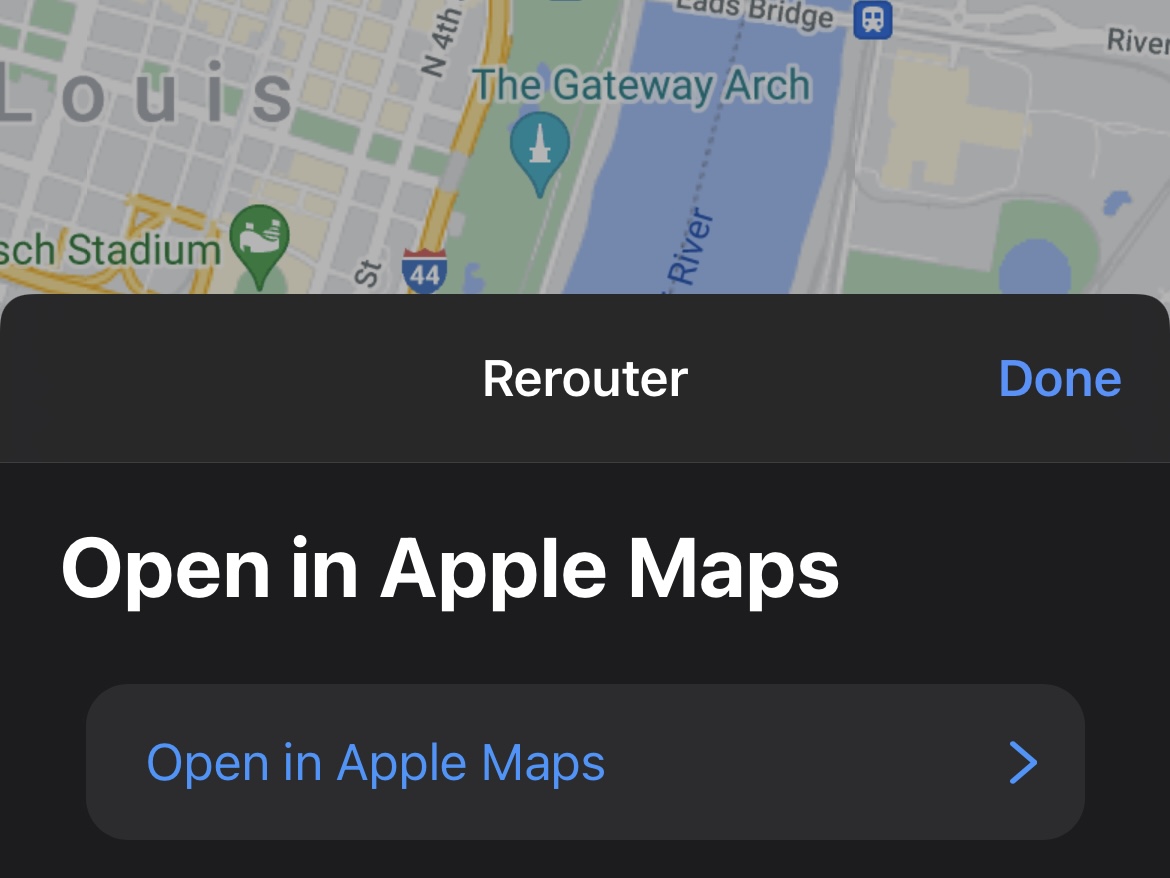 Eads Bridge
River
N 4th
Louis
The Gateway Arch
sch Stadium
St
44
River
Rerouter
Done
Open in Apple Maps
Open in Apple Maps